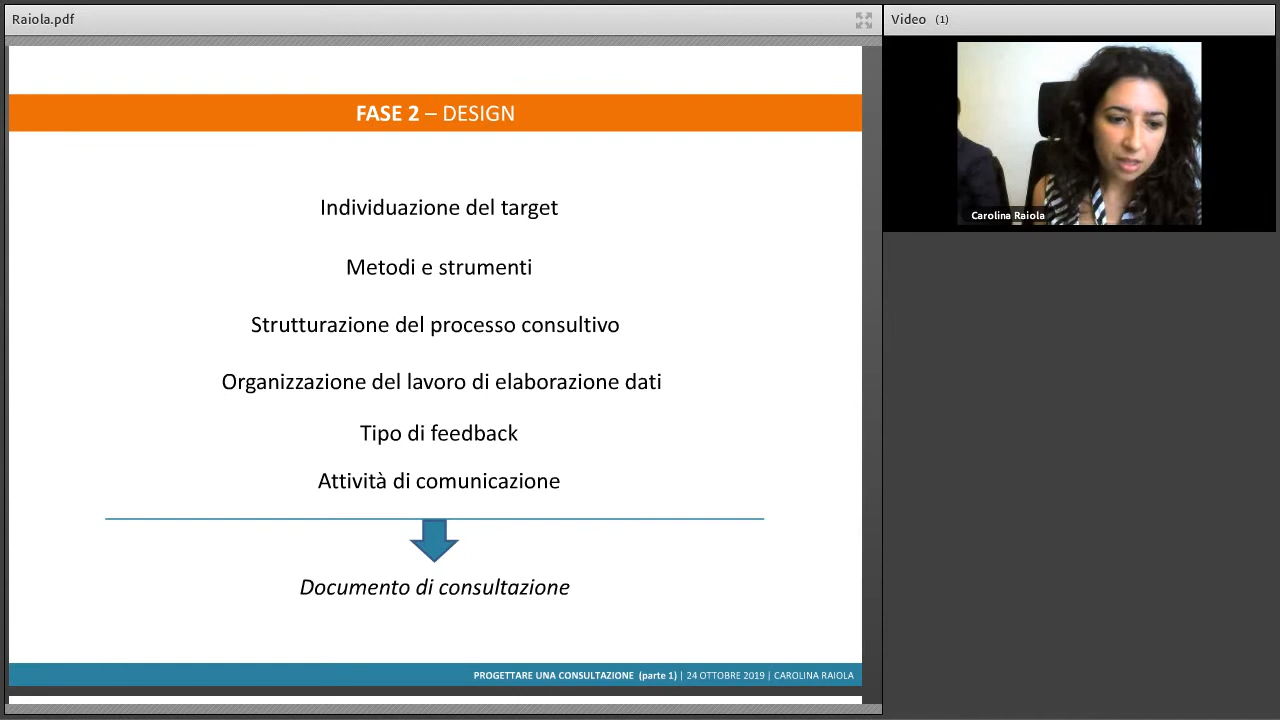 Raiola.pdf
Video (1)
FASE 2 – DESIGN
Individuazione del target
Metodi e strumenti
Strutturazione del processo consultivo
Organizzazione del lavoro di elaborazione dati
Tipo di feedback
Attività di comunicazione
Documento di consultazione
PROGETTARE UNA CONSULTAZIONE (parte 1) | 24 OTTOBRE 2019 | CAROLINA RAIOLA
Carolina Raiola